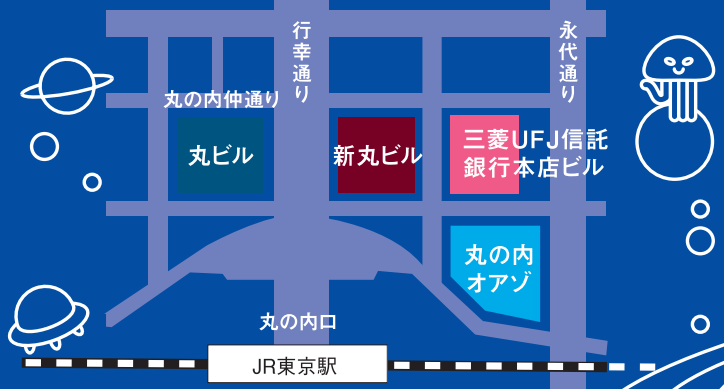 行幸通り
永代通り
丸の内仲通り
丸ビル
新丸ビル
三菱UFJ信託
銀行本店ビル
丸の内
オアゾ
丸の内口
JR東京駅